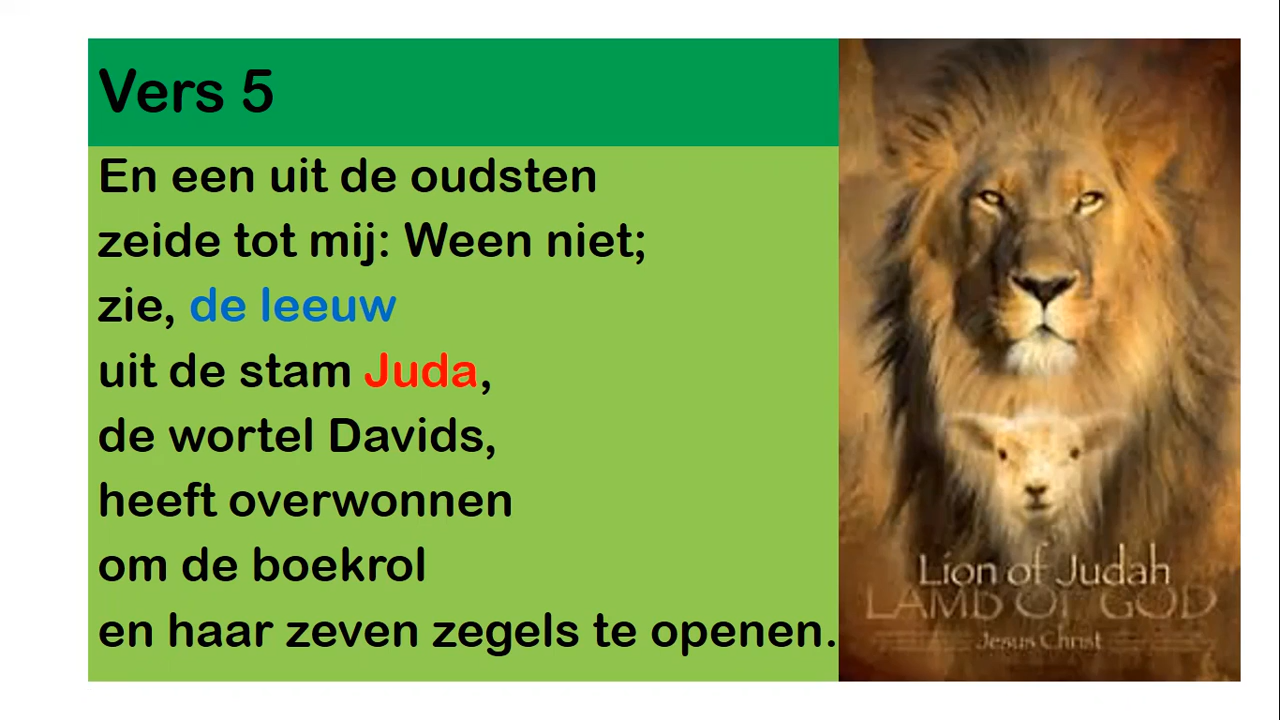 Vers 5
En een uit de oudsten
zeide tot mij: Ween niet;
zie, de leeuw
uit de stam Juda,
de wortel Davids,
heeft overwonnen
om de boekrol
en haar zeven zegels te openen.
Lion of Judah
LAMB OF GOD
Jesus Christ